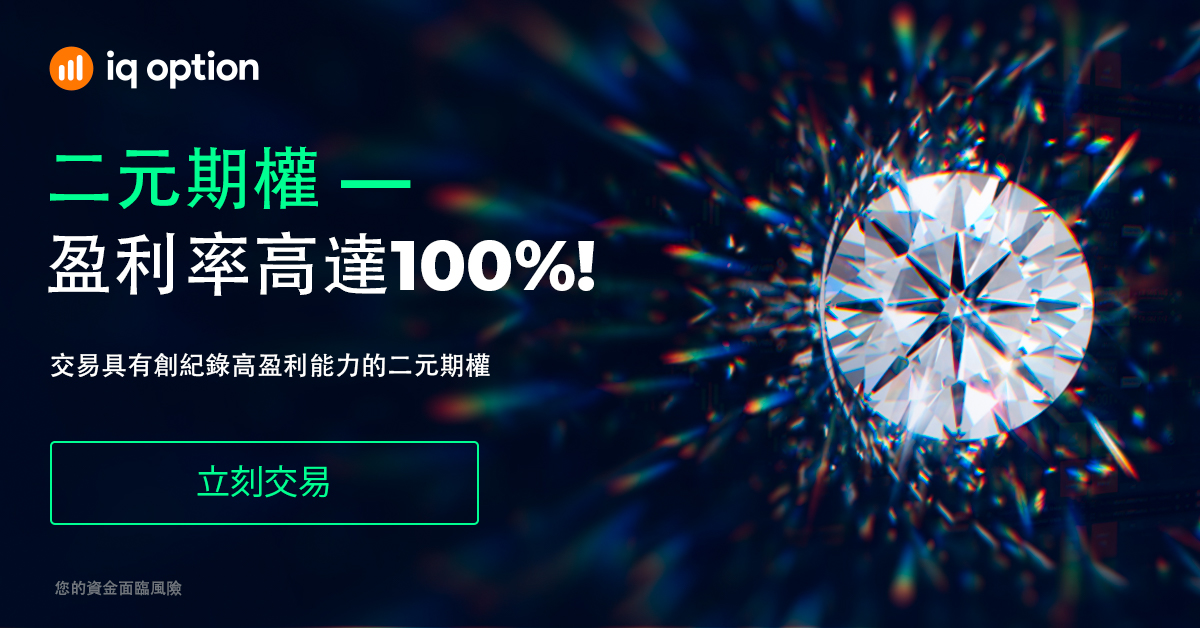 iq option
二元期權 —
盈利率高達100%!
交易具有創紀錄高盈利能力的二元期權
立刻交易
您的資金面臨風險